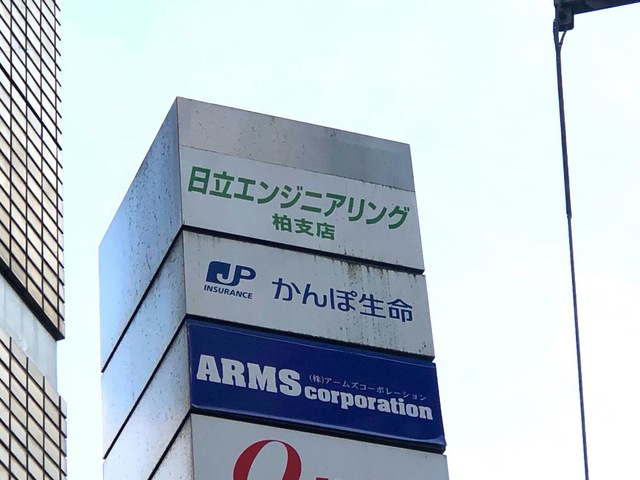 日立エンジニアリング
柏支店
JP
INSURANCE
かんぽ生命
(株)アームズコーポレーション
ARMS corporation